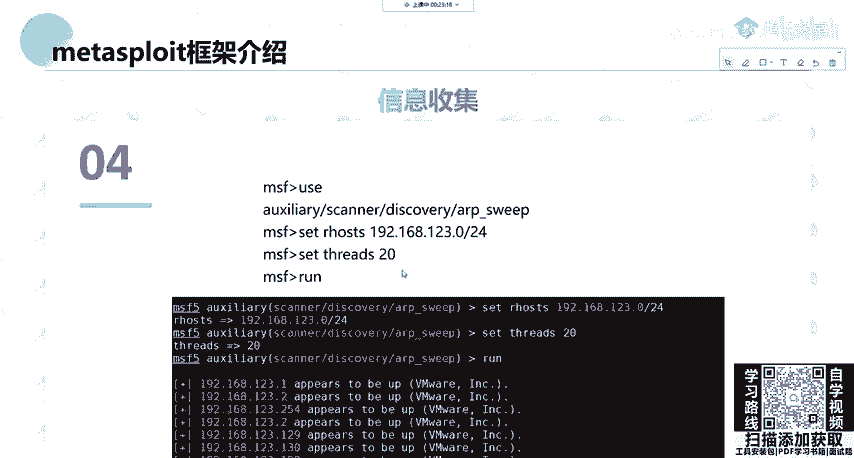 上课中 00:23:16
metasploit框架介绍
信息收集
04
msf>use
auxiliary/scanner/discovery/arp_sweep
msf>set rhosts 192.168.123.0/24
msf>set threads 20
msf>run
msf5 auxiliary(scanner/discovery/arp_sweep) > set rhosts 192.168.123.0/24
rhosts => 192.168.123.0/24
msf5 auxiliary(scanner/discovery/arp_sweep) > set threads 20
threads => 20
msf5 auxiliary(scanner/discovery/arp_sweep) > run
[+] 192.168.123.1 appears to be up (VMware, Inc.).
[+] 192.168.123.2 appears to be up (VMware, Inc.).
[+] 192.168.123.254 appears to be up (VMware, Inc.).
[+] 192.168.123.2 appears to be up (VMware, Inc.).
[+] 192.168.123.129 appears to be up (VMware, Inc.).
[+] 192.168.123.130 appears to be up (VMware, Inc.).
学习路线
自学视频
扫描添加获取
工具安装包|PDF学习书籍|面试题